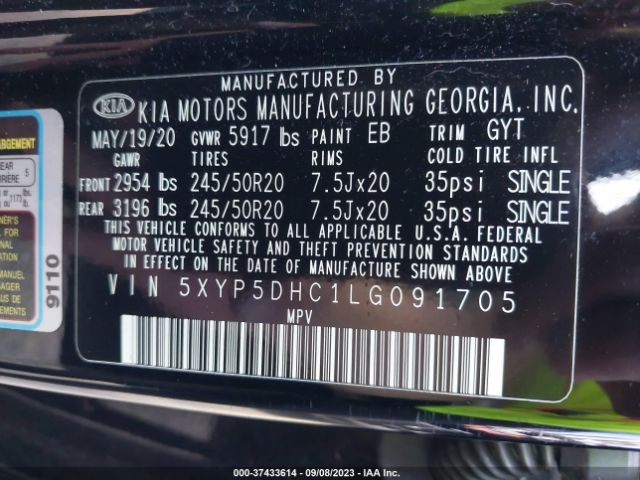 MANUFACTURED BY
KIA KIA MOTORS MANUFACTURING GEORGIA, INC.
MAY/19/20 GVWR 5917 lbs PAINT EB TRIM GYT
GAWR TIRES RIMS COLD TIRE INFL
FRONT 2954 lbs 245/50R20 7.5Jx20 35psi SINGLE
REAR 3196 lbs 245/50R20 7.5Jx20 35psi SINGLE
THIS VEHICLE CONFORMS TO ALL APPLICABLE U.S.A. FEDERAL
MOTOR VEHICLE SAFETY AND THEFT PREVENTION STANDARDS
IN EFFECT ON THE DATE OF MANUFACTURE SHOWN ABOVE.
VIN 5XYP5DHC1LG091705
MPV
5
9110
000-37433614 - 09/08/2023 - IAA Inc.